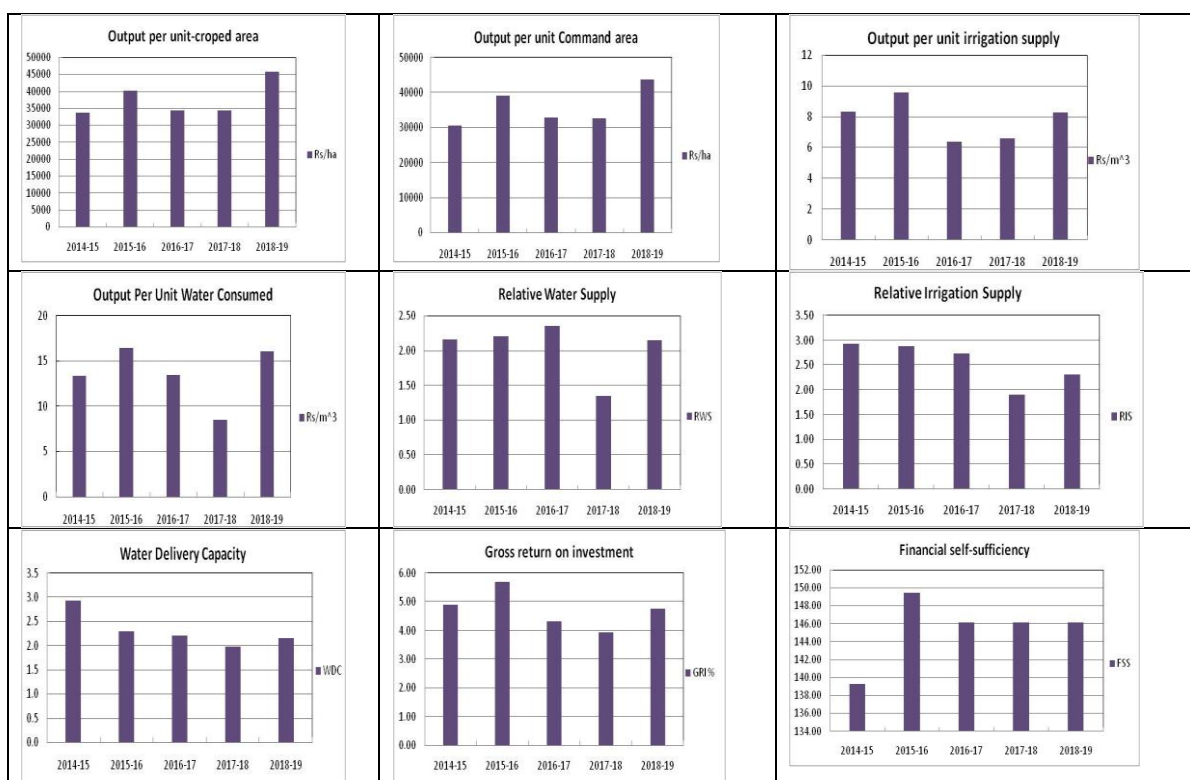 Output per unit-croped area
50000
45000
40000
35000
30000
25000
20000
15000
10000
5000
0
Rs/ha
2014-15 2015-16 2016-17 2017-18 2018-19
Output per unit Command area
50000
40000
30000
20000
10000
0
Rs/ha
2014-15 2015-16 2016-17 2017-18 2018-19
Output per unit irrigation supply
12
10
8
6
4
2
0
Rs/m^3
2014-15 2015-16 2016-17 2017-18 2018-19
Output Per Unit Water Consumed
20
15
10
5
0
Rs/m^3
2014-15 2015-16 2016-17 2017-18 2018-19
Relative Water Supply
2.50
2.00
1.50
1.00
0.50
0.00
RWS
2014-15 2015-16 2016-17 2017-18 2018-19
Relative Irrigation Supply
3.50
3.00
2.50
2.00
1.50
1.00
0.50
0.00
RIS
2014-15 2015-16 2016-17 2017-18 2018-19
Water Delivery Capacity
3.5
3.0
2.5
2.0
1.5
1.0
0.5
0.0
WDC
2014-15 2015-16 2016-17 2017-18 2018-19
Gross return on investment
6.00
5.00
4.00
3.00
2.00
1.00
0.00
GRI%
2014-15 2015-16 2016-17 2017-18 2018-19
Financial self-sufficiency
152.00
150.00
148.00
146.00
144.00
142.00
140.00
138.00
136.00
134.00
FSS
2014-15 2015-16 2016-17 2017-18 2018-19